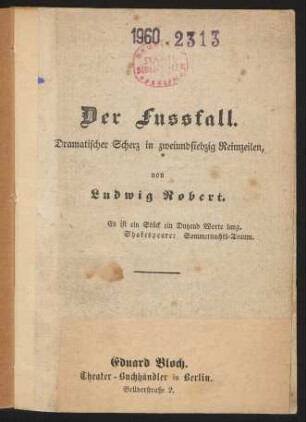 1960.2313
Der Fussfall.
Dramatischer Scherz in zweiundsiebzig Reimzeilen,
von
Ludwig Robert.
Es ist ein Stück ein Dutzend Worte lang.
Shakespeare: Sommernachts-Traum.
Eduard Bloch.
Theater-Buchhändler in Berlin.
Brüderstraße 2.